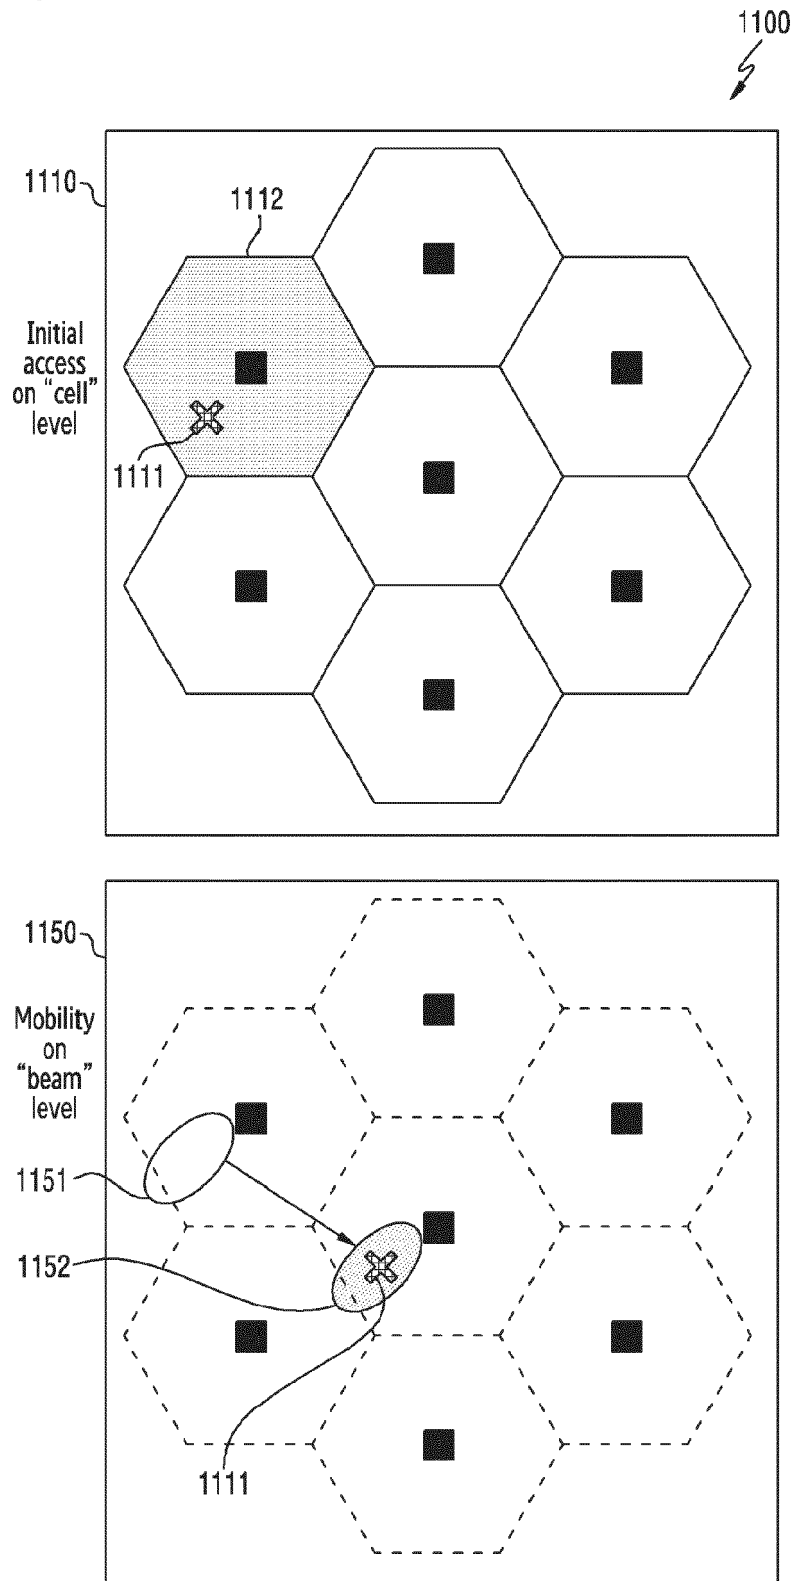 1100
1110
1112
Initial
access
on "cell"
level
1111
1150
Mobility
on
"beam"
level
1151
1152
1111